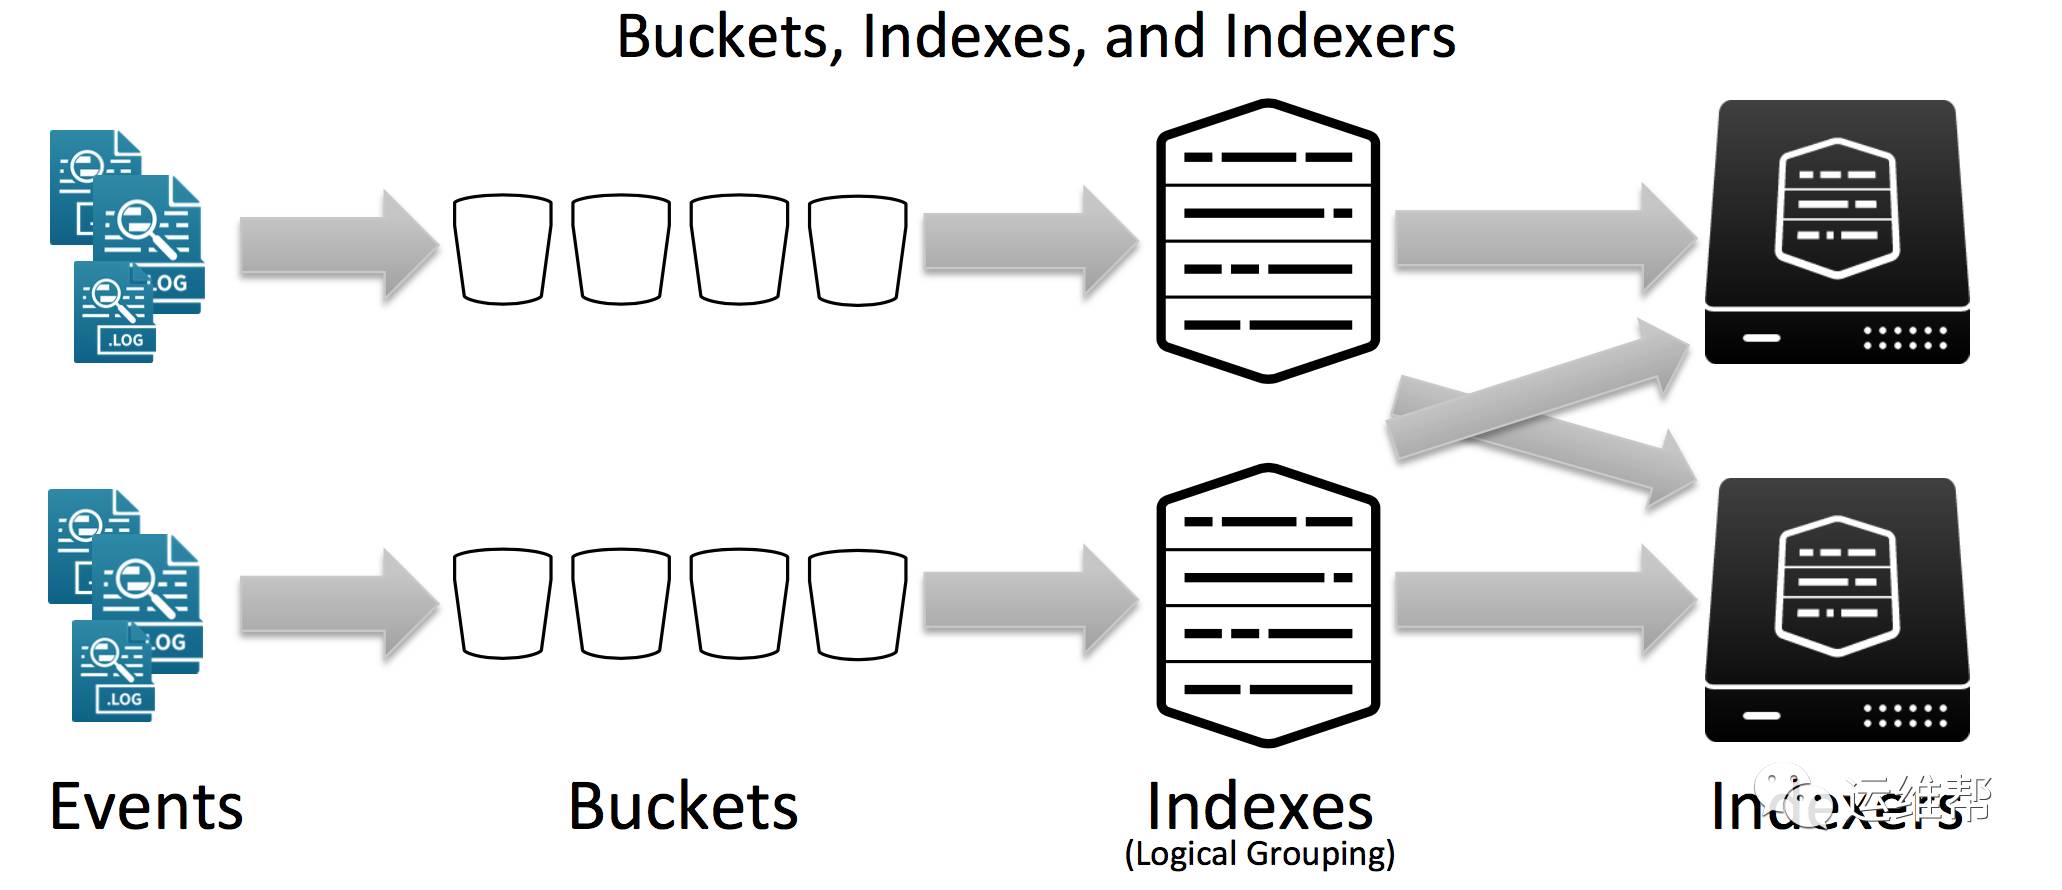 Buckets, Indexes, and Indexers
.LOG
.LOG
.LOG
.LOG
Events
Buckets
Indexes
(Logical Grouping)
Indexers
运维帮